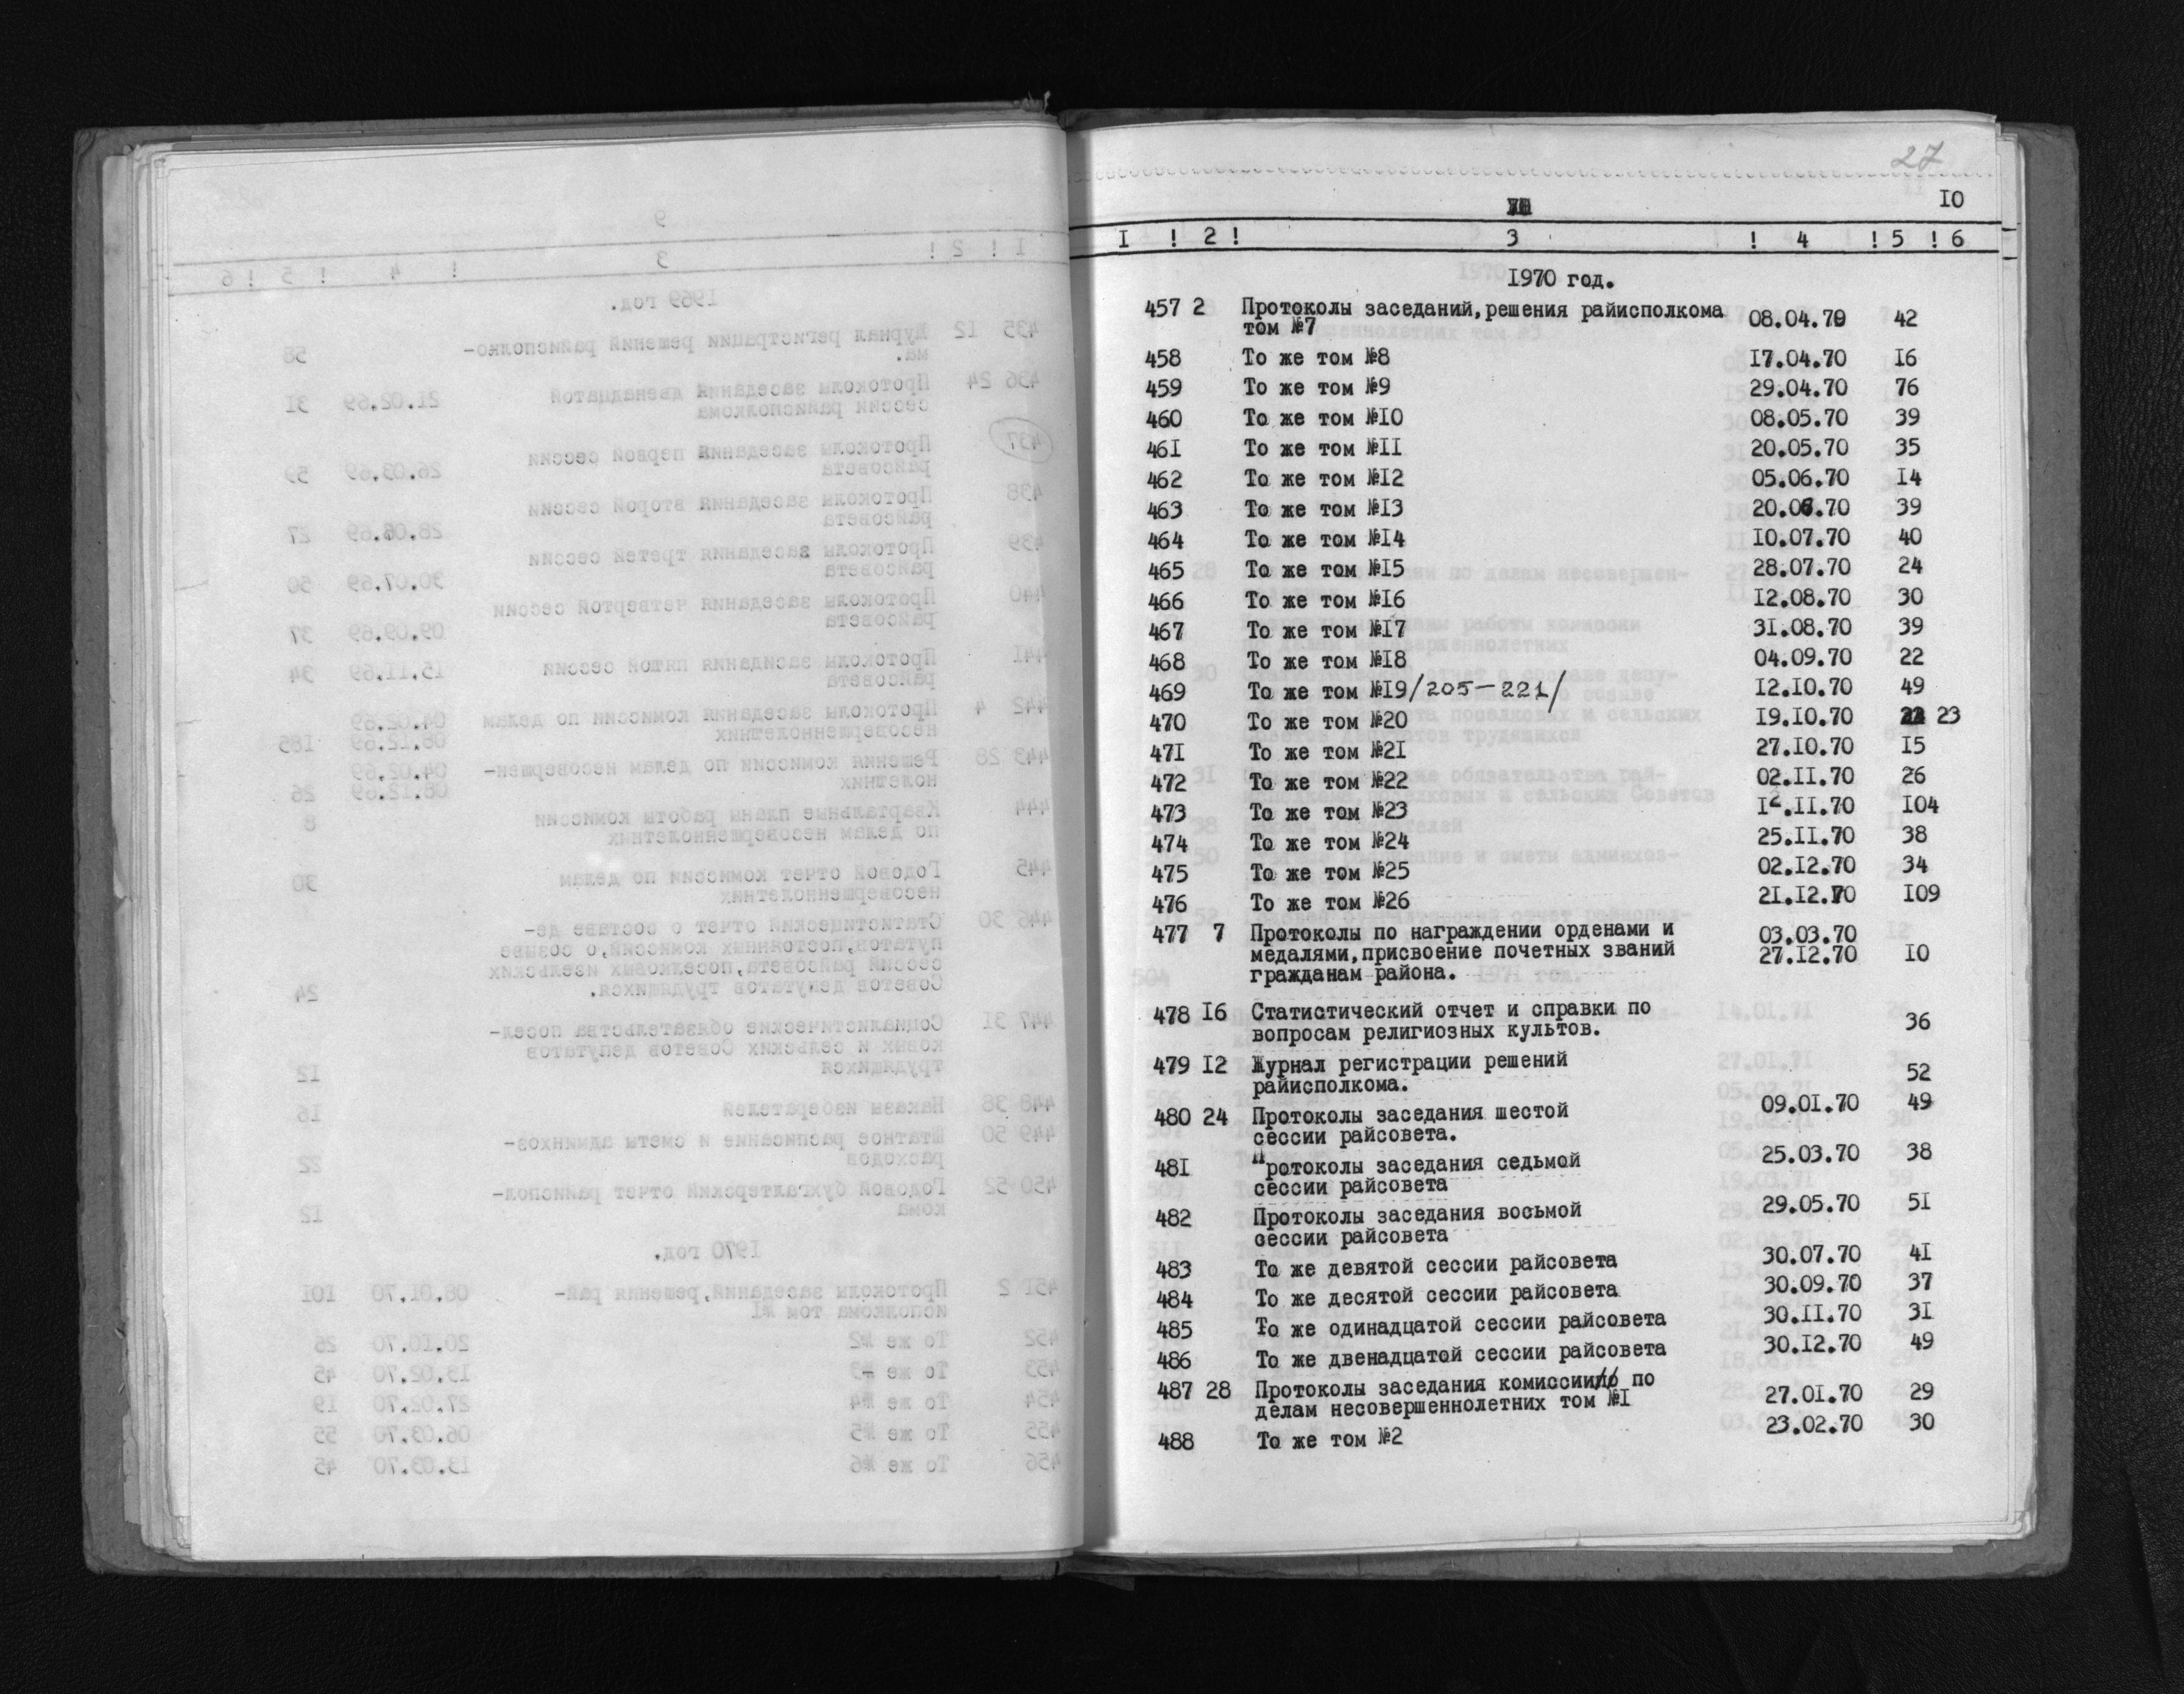 27
10
I ! 2 ! 3 ! 4 ! 5 ! 6
1970 год.
457 2 Протоколы заседаний,решения райисполкома
том №7 08.04.70 42
458 То же том №8 17.04.70 16
459 То же том №9 29.04.70 76
460 То же том №10 08.05.70 39
461 То же том №11 20.05.70 35
462 То же том №12 05.06.70 14
463 То же том №13 20.06.70 39
464 То же том №14 10.07.70 40
465 То же том №15 28.07.70 24
466 То же том №16 12.08.70 30
467 То же том №17 31.08.70 39
468 То же том №18 04.09.70 22
469 То же том №19/205-221/ 12.10.70 49
470 То же том №20 19.10.70 23
471 То же том №21 27.10.70 15
472 То же том №22 02.11.70 26
473 То же том №23 12.11.70 104
474 То же том №24 25.11.70 38
475 То же том №25 02.12.70 34
476 То же том №26 21.12.70 109
477 7 Протоколы по награждении орденами и 03.03.70
медалями,присвоение почетных званий 27.12.70 10
гражданам района.
478 16 Статистический отчет и справки по
вопросам религиозных культов. 36
479 12 Журнал регистрации решений
райисполкома. 52
480 24 Протоколы заседания шестой 09.01.70 49
сессии райсовета.
481 Протоколы заседания седьмой 25.03.70 38
сессии райсовета
482 Протоколы заседания восьмой 29.05.70 51
сессии райсовета
483 То же девятой сессии райсовета 30.07.70 41
484 То же десятой сессии райсовета 30.09.70 37
485 То же одинадцатой сессии райсовета 30.11.70 31
486 То же двенадцатой сессии райсовета 30.12.70 49
487 28 Протоколы заседания комиссии по
делам несовершеннолетних том №1 27.01.70 29
488 То же том №2 23.02.70 30